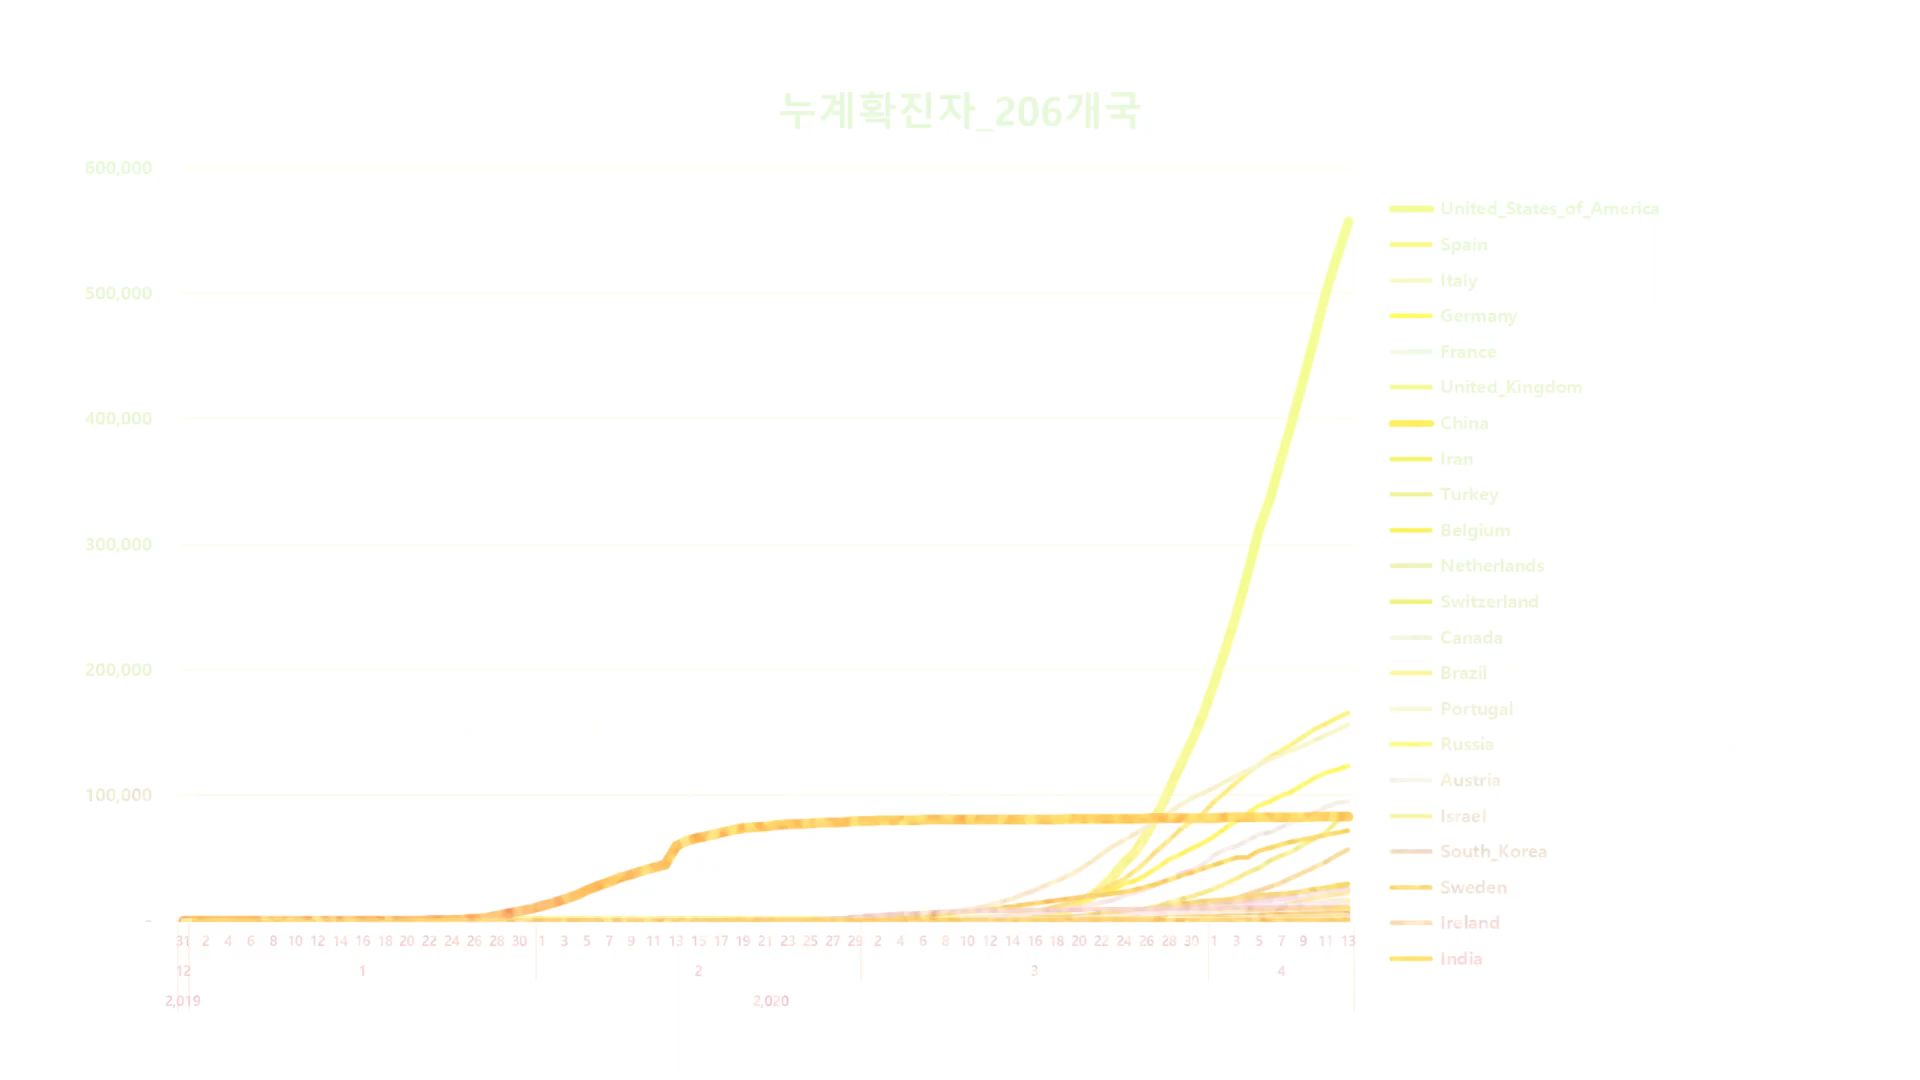 누계확진자_206개국
600,000
500,000
400,000
300,000
200,000
100,000
-
31 2 4 6 8 10 12 14 16 18 20 22 24 26 28 30 1 3 5 7 9 11 13 15 17 19 21 23 25 27 29 2 4 6 8 10 12 14 16 18 20 22 24 26 28 30 1 3 5 7 9 11 13
12 1 2 3 4
2,019 2,020
United_States_of_America
Spain
Italy
Germany
France
United_Kingdom
China
Iran
Turkey
Belgium
Netherlands
Switzerland
Canada
Brazil
Portugal
Russia
Austria
Israel
South_Korea
Sweden
Ireland
India